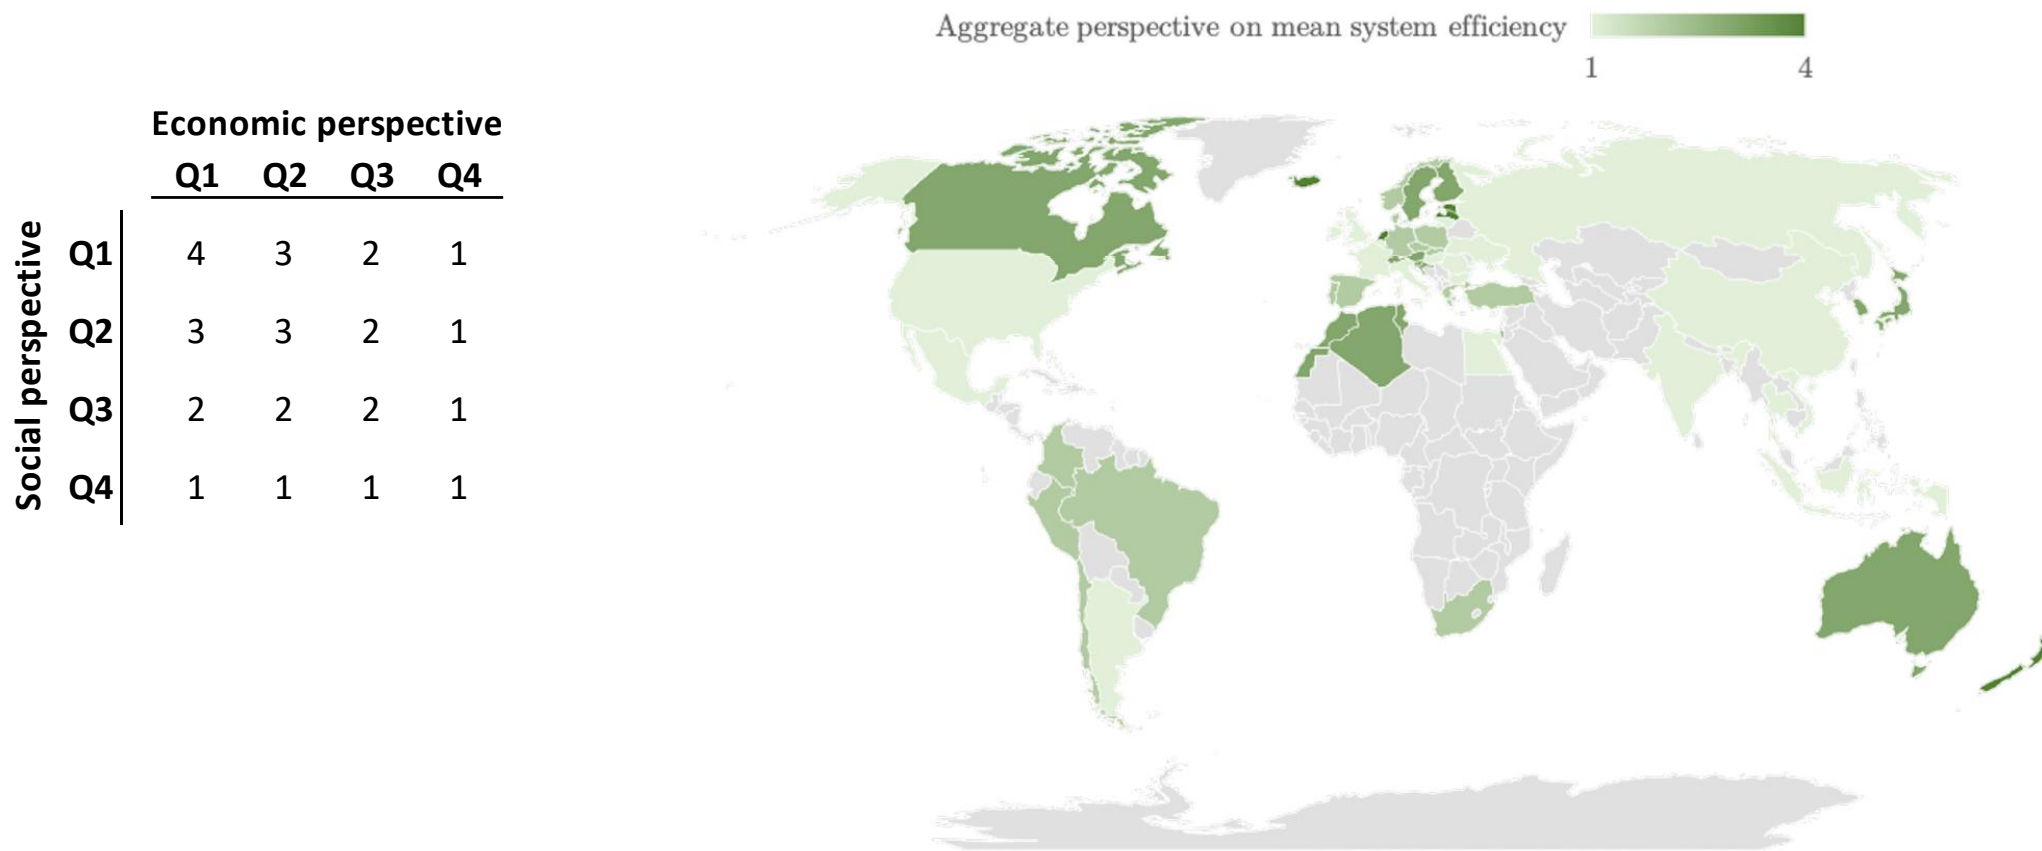 Aggregate perspective on mean system efficiency
1 4
Economic perspective
Q1 Q2 Q3 Q4
Social perspective
Q1 4 3 2 1
Q2 3 3 2 1
Q3 2 2 2 1
Q4 1 1 1 1